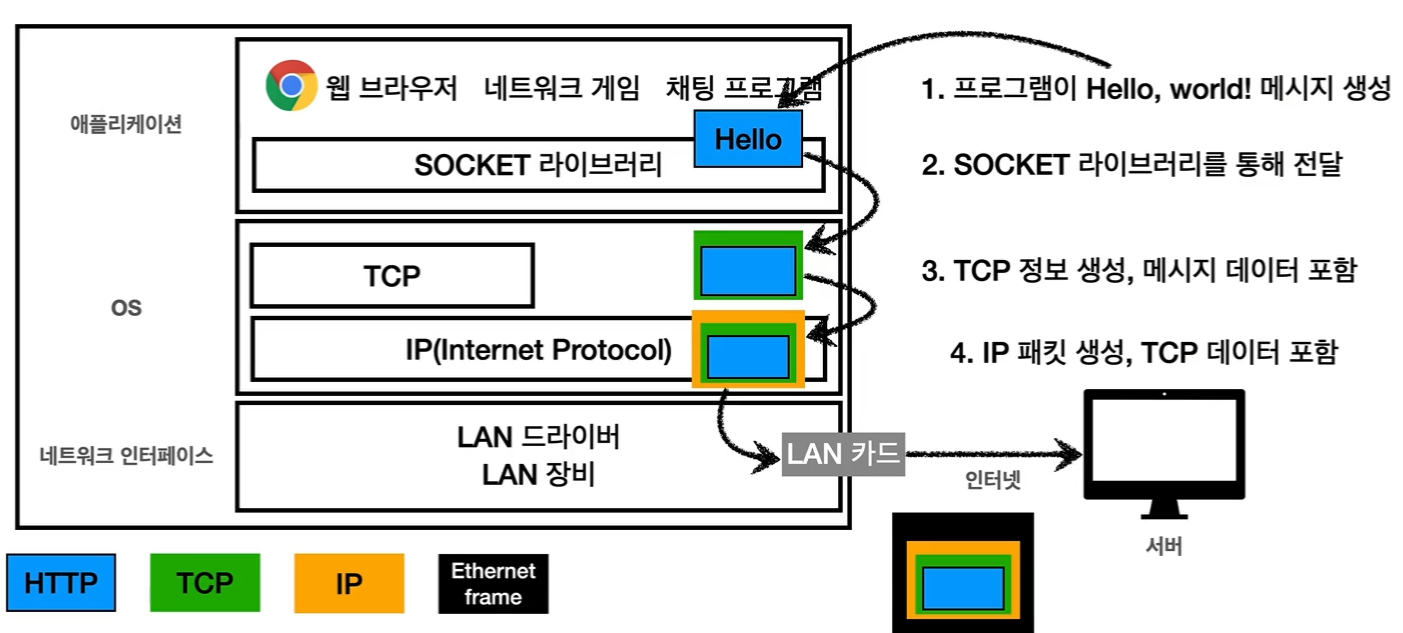 애플리케이션
웹 브라우저 네트워크 게임 채팅 프로그램
Hello
SOCKET 라이브러리
1. 프로그램이 Hello, world! 메시지 생성
2. SOCKET 라이브러리를 통해 전달
OS
TCP
IP(Internet Protocol)
3. TCP 정보 생성, 메시지 데이터 포함
4. IP 패킷 생성, TCP 데이터 포함
네트워크 인터페이스
LAN 드라이버
LAN 장비
LAN 카드
인터넷
서버
HTTP
TCP
IP
Ethernet
frame